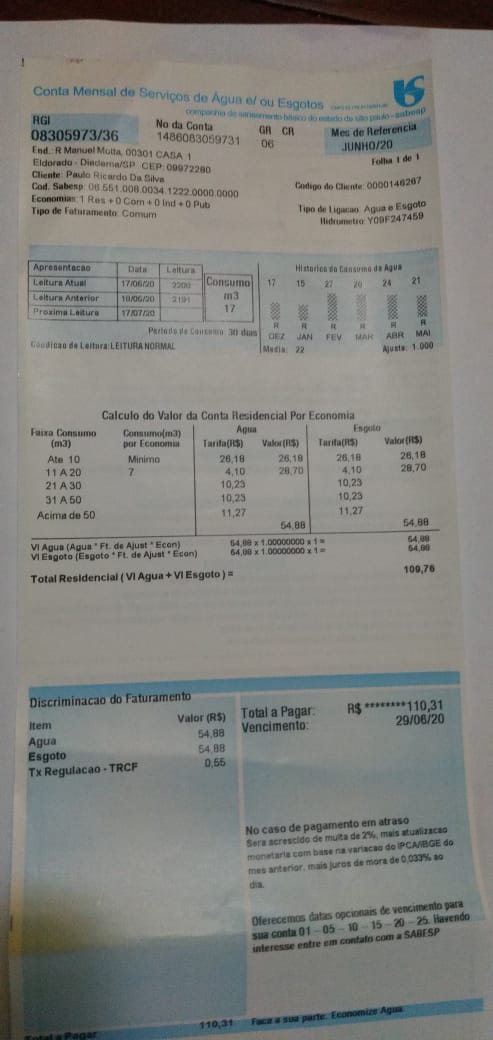 Conta Mensal de Serviços de Água e/ ou Esgotos
companhia de saneamento básico do estado de são paulo - sabesp
RGI
08305973/36
No da Conta
1486083059731
GR CR
06
Mes de Referencia
JUNHO/20
Folha 1 de 1
End.: R Manuel Motta, 00301 CASA 1
Eldorado - Diadema/SP CEP: 09972280
Cliente: Paulo Ricardo Da Silva
Cod. Sabesp: 06.551.008.0034.1222.0000.0000
Economias: 1 Res + 0 Com + 0 Ind + 0 Pub
Tipo de Faturamento: Comum
Codigo do Cliente: 0000146267
Tipo de Ligacao: Agua e Esgoto
Hidrometro: Y09F247459
Apresentacao Data Leitura
Leitura Atual 17/06/20 2208
Leitura Anterior 18/05/20 2191
Proxima Leitura 17/07/20
Consumo
m3
17
Periodo de Consumo: 30 dias
Condicao de Leitura: LEITURA NORMAL
Historico do Consumo de Agua
17 15 27 20 24 21
R R R R R R
DEZ JAN FEV MAR ABR MAI
Media: 22 Ajuste: 1.000
Calculo do Valor da Conta Residencial Por Economia
Faixa Consumo Consumo(m3) Agua Esgoto
(m3) por Economia Tarifa(R$) Valor(R$) Tarifa(R$) Valor(R$)
Ate 10 Minimo 26,18 26,18 26,18 26,18
11 A 20 7 4,10 28,70 4,10 28,70
21 A 30 10,23 10,23
31 A 50 10,23 10,23
Acima de 50 11,27 11,27
54,88 54,88
Vl Agua (Agua * Ft. de Ajust * Econ) 54,88 x 1.00000000 x 1 = 54,88
Vl Esgoto (Esgoto * Ft. de Ajust * Econ) 54,88 x 1.00000000 x 1 = 54,88
Total Residencial ( Vl Agua + Vl Esgoto ) = 109,76
Discriminacao do Faturamento
Item Valor (R$)
Agua 54,88
Esgoto 54,88
Tx Regulacao - TRCF 0,55
Total a Pagar: R$ ********110,31
Vencimento: 29/06/20
No caso de pagamento em atraso
Sera acrescido de multa de 2%, mais atualizacao
monetaria com base na variacao do IPCA/IBGE do
mes anterior, mais juros de mora de 0,033% ao
dia.
Oferecemos datas opcionais de vencimento para
sua conta 01 - 05 - 10 - 15 - 20 - 25. Havendo
interesse entre em contato com a SABESP
Total a Pagar 110,31 Faca a sua parte. Economize Agua.